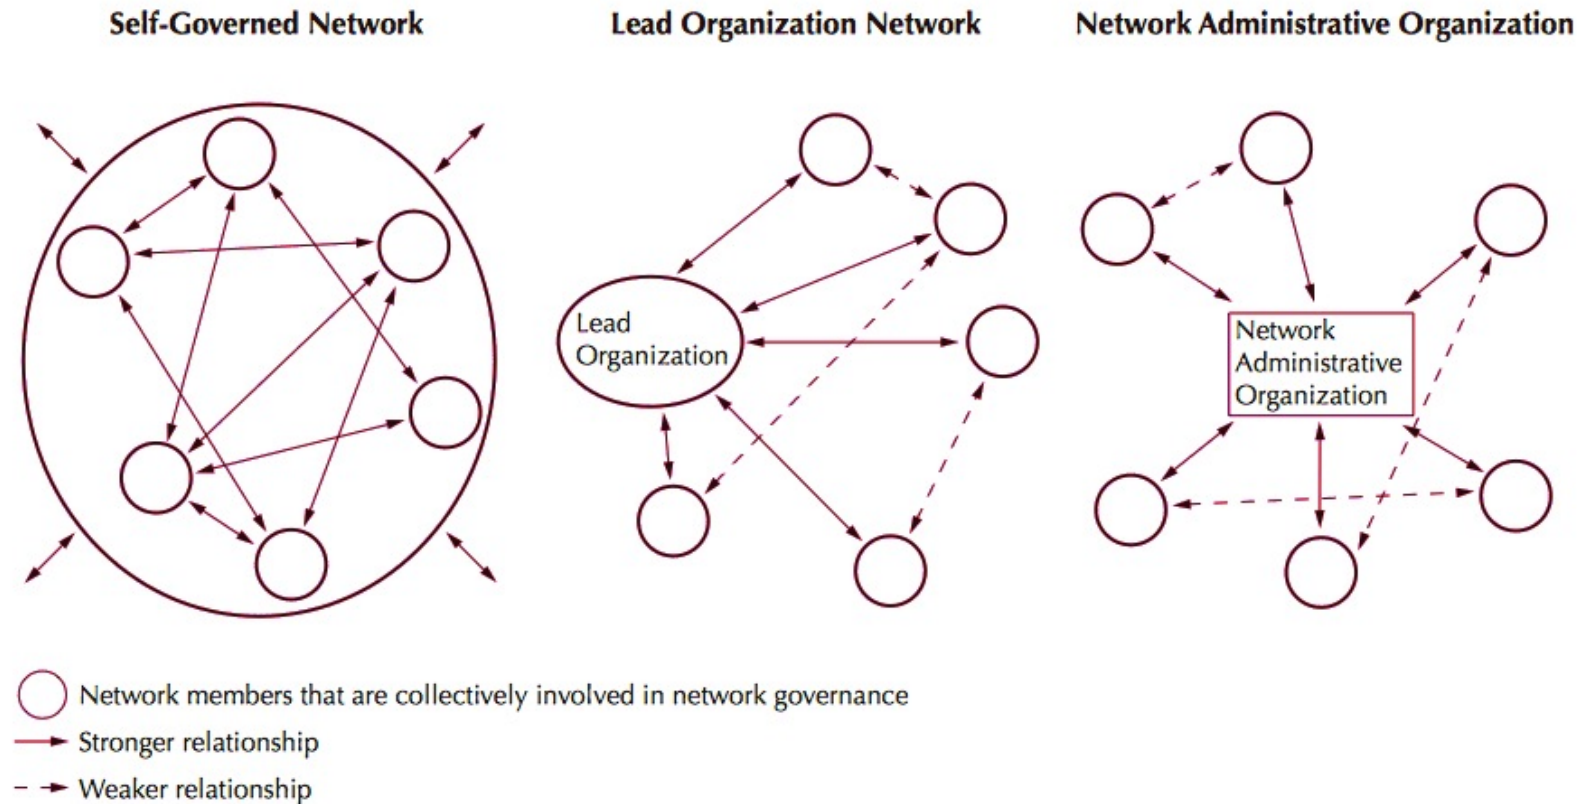 Self-Governed Network
Lead Organization Network
Network Administrative Organization
Lead
Organization
Network
Administrative
Organization
Network members that are collectively involved in network governance
Stronger relationship
Weaker relationship